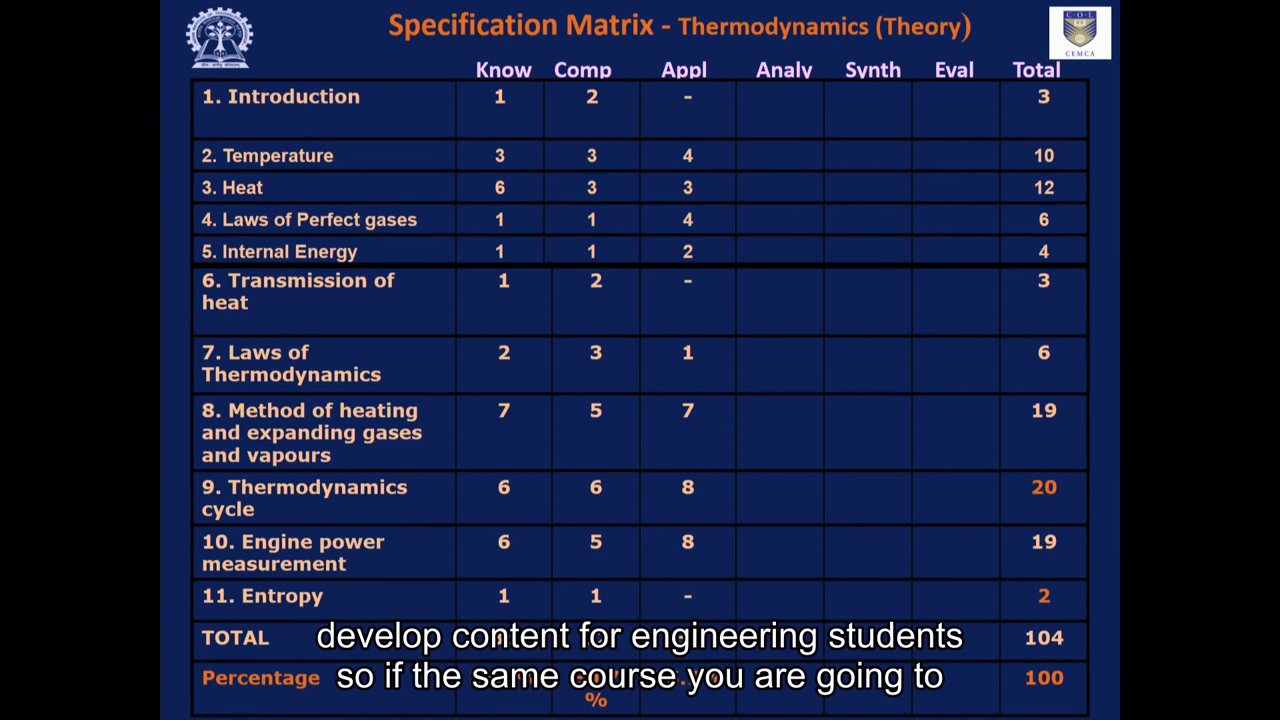 Specification Matrix - Thermodynamics (Theory)
C O L
CEMCA
Know Comp Appl Analy Synth Eval Total
1. Introduction 1 2 - 3
2. Temperature 3 3 4 10
3. Heat 6 3 3 12
4. Laws of Perfect gases 1 1 4 6
5. Internal Energy 1 1 2 4
6. Transmission of 1 2 - 3
heat
7. Laws of 2 3 1 6
Thermodynamics
8. Method of heating 7 5 7 19
and expanding gases
and vapours
9. Thermodynamics 6 6 8 20
cycle
10. Engine power 6 5 8 19
measurement
11. Entropy 1 1 - 2
TOTAL 104
develop content for engineering students
Percentage 100
so if the same course you are going to
%